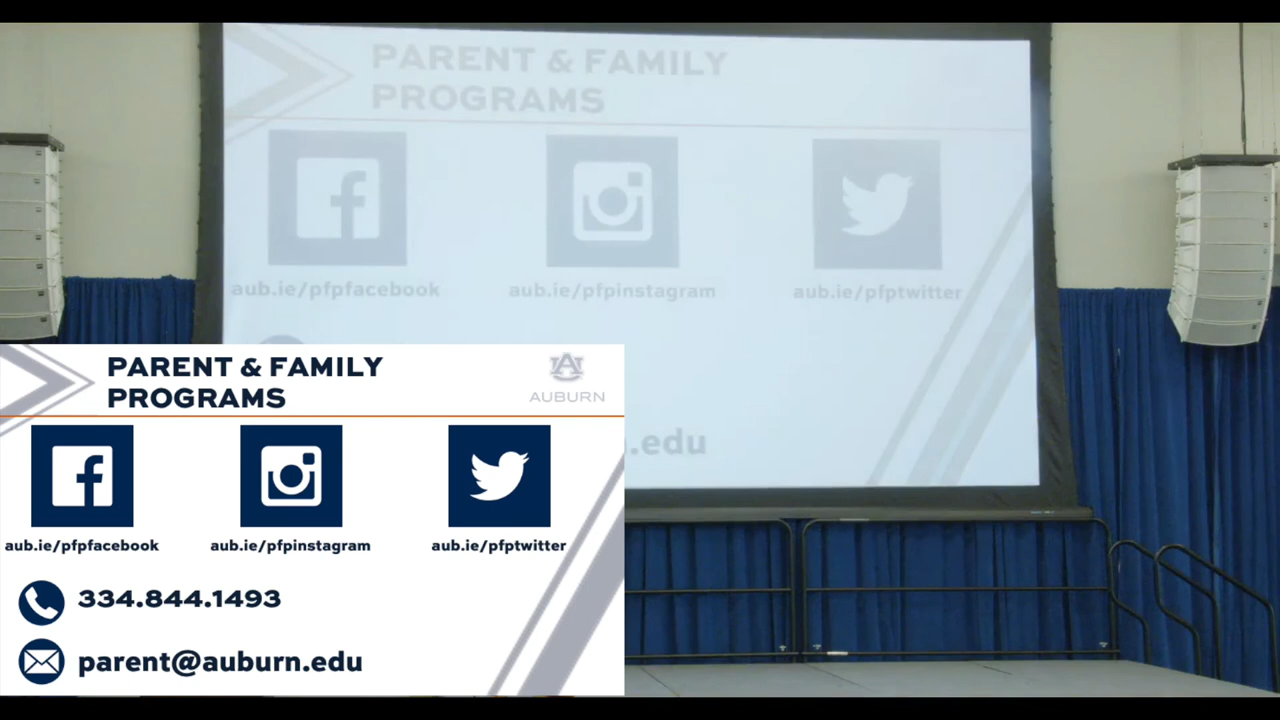 PARENT & FAMILY
PROGRAMS
aub.ie/pfpfacebook
aub.ie/pfpinstagram
aub.ie/pfptwitter
.edu
PARENT & FAMILY
PROGRAMS
AUBURN
aub.ie/pfpfacebook
aub.ie/pfpinstagram
aub.ie/pfptwitter
334.844.1493
parent@auburn.edu